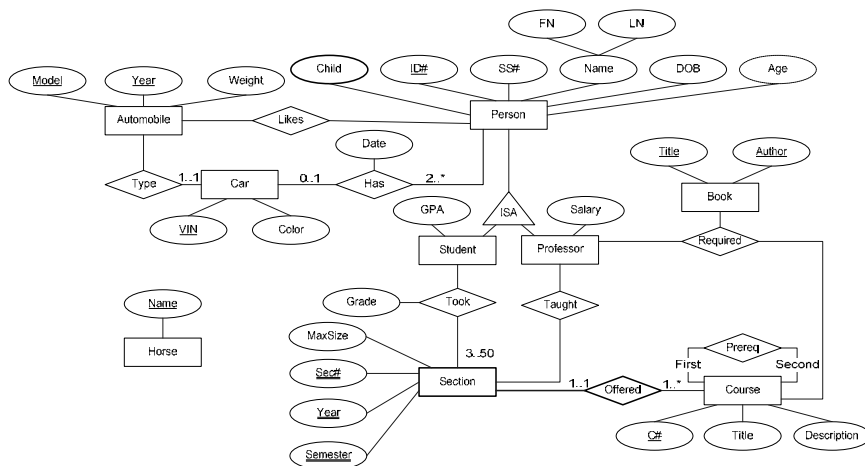 FN LN
Child ID# SS# Name DOB Age
Model Year Weight
Automobile Likes Person
Date
Title Author
Type 1..1 Car 0..1 Has 2..*
Book
GPA ISA Salary
VIN Color
Student Professor Required
Name
Grade Took Taught
Horse
MaxSize
Prereq
3..50 First Second
Sec#
Section 1..1 Offered 1..* Course
Year
Semester C# Title Description